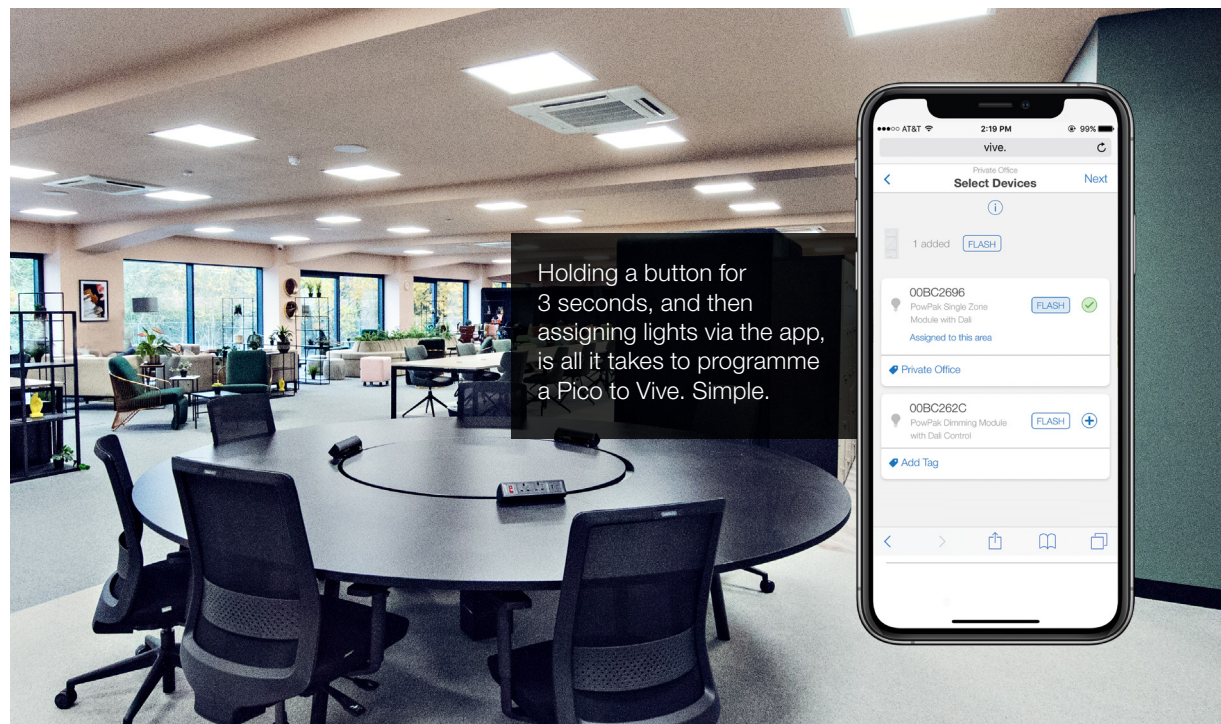 Holding a button for
3 seconds, and then
assigning lights via the app,
is all it takes to programme
a Pico to Vive. Simple.
AT&T 2:19 PM 99%
vive.
Private Office
Select Devices Next
1 added FLASH
00BC2696
PowPak Single Zone
Module with Dali
FLASH
Assigned to this area
Private Office
00BC262C
PowPak Dimming Module
with Dali Control
FLASH
Add Tag